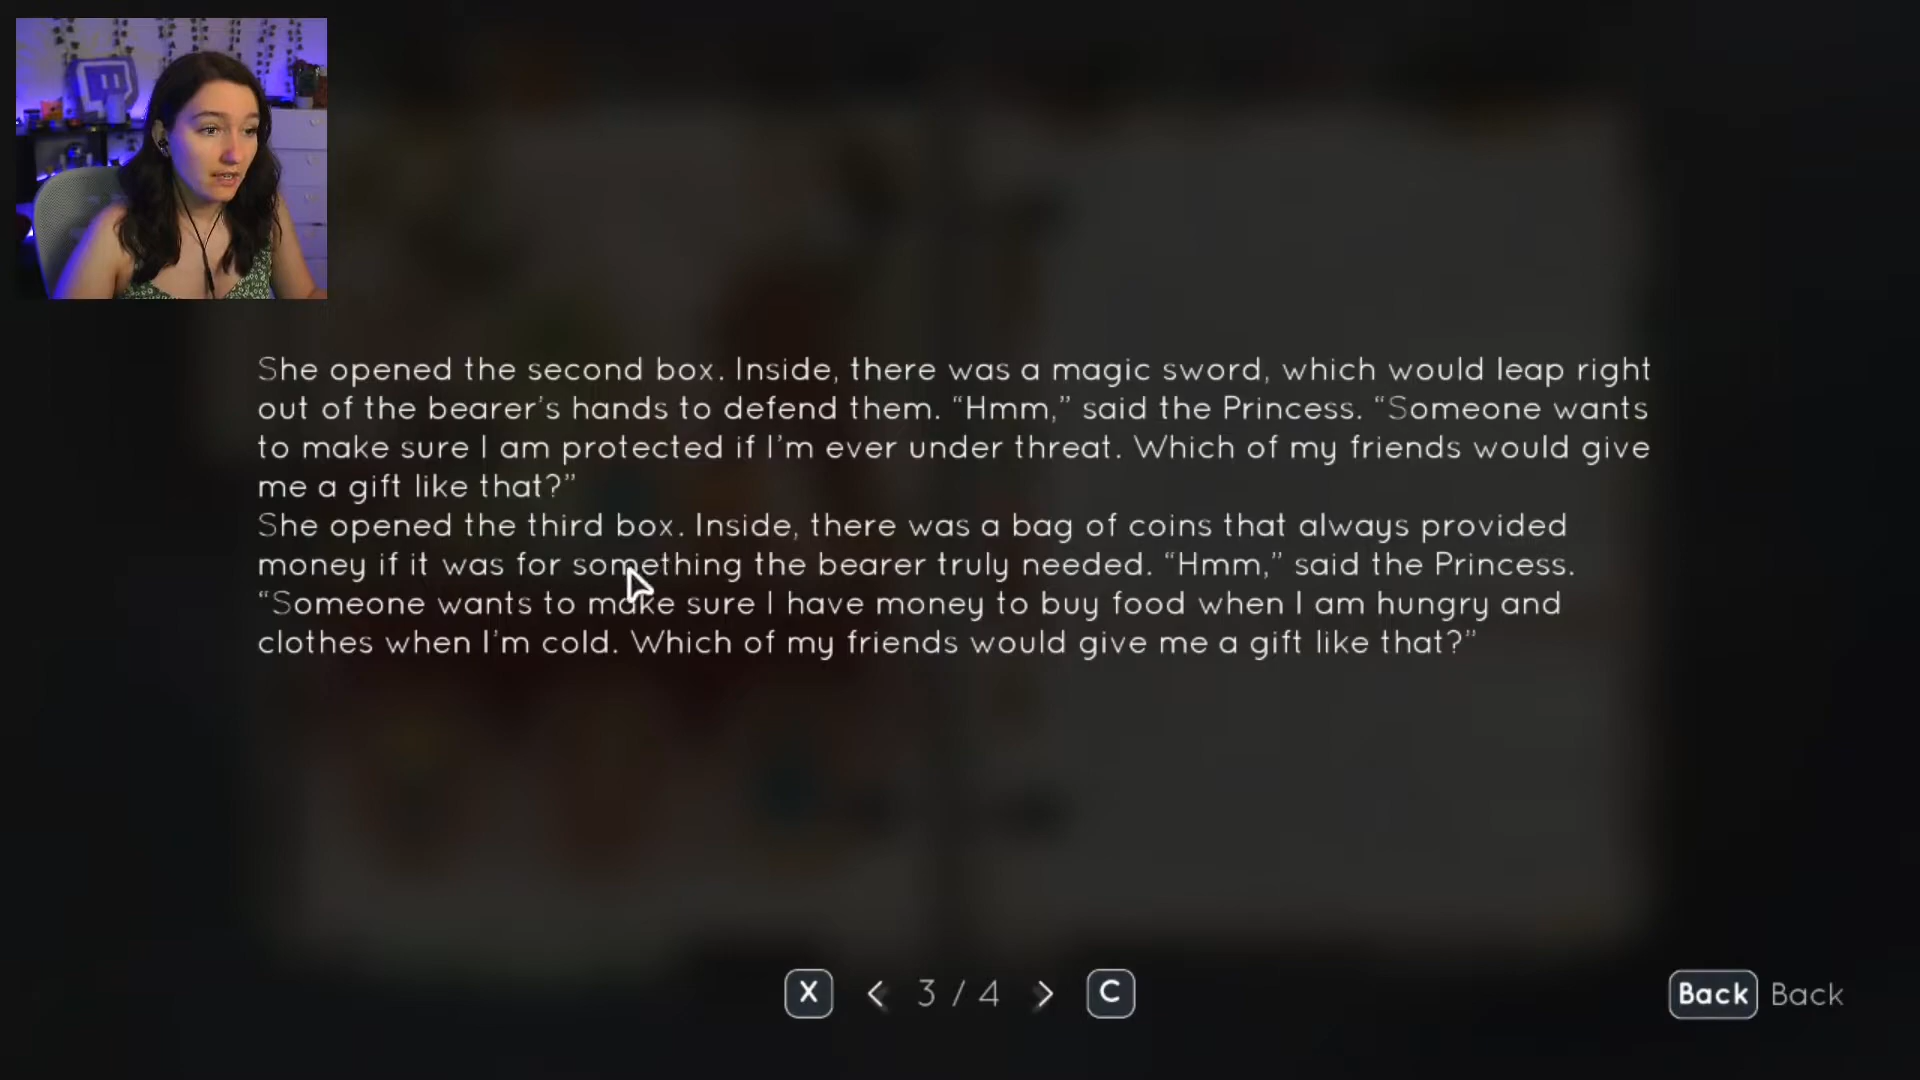 She opened the second box. Inside, there was a magic sword, which would leap right
out of the bearer’s hands to defend them. “Hmm,” said the Princess. “Someone wants
to make sure I am protected if I’m ever under threat. Which of my friends would give
me a gift like that?”
She opened the third box. Inside, there was a bag of coins that always provided
money if it was for something the bearer truly needed. “Hmm,” said the Princess.
“Someone wants to make sure I have money to buy food when I am hungry and
clothes when I’m cold. Which of my friends would give me a gift like that?”
X < 3 / 4 > C
Back Back